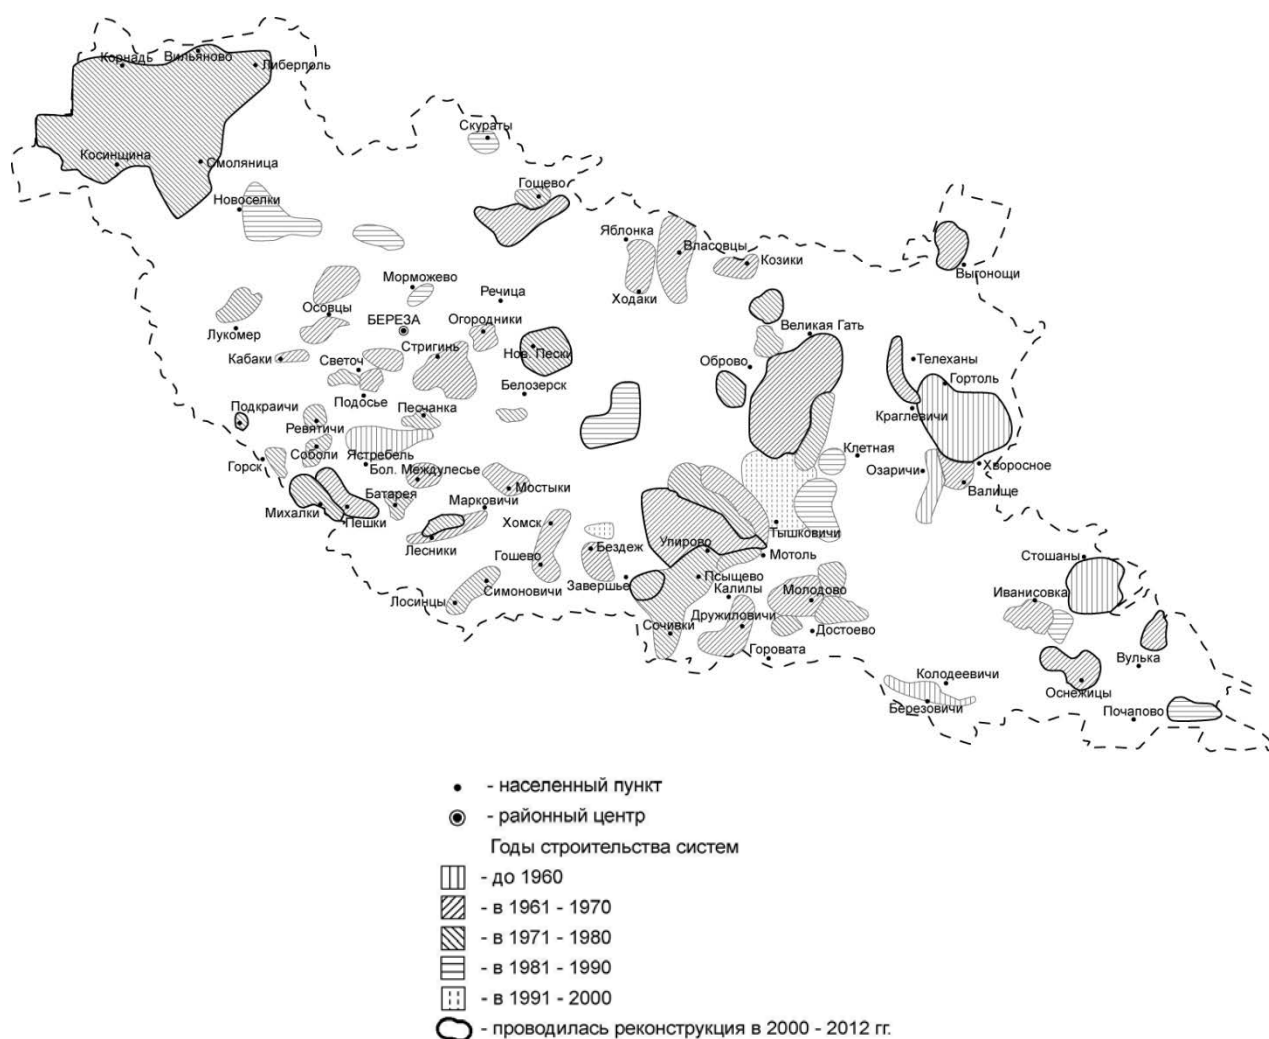 Корнадь
Вильяново
Либерполь
Скураты
Косинщина
Смоляница
Гощево
Новоселки
Яблонка
Власовцы
Козики
Выгонощи
Морможево
Речица
Ходаки
Осовцы
БЕРЕЗА
Огородники
Великая Гать
Лукомер
Кабаки
Светоч
Стригинь
Нов. Пески
Оброво
Телеханы
Гортоль
Белозерск
Подосье
Подкраичи
Песчанка
Краглевичи
Ревятичи
Ястребель
Клетная
Соболи
Горск
Бол. Междулесье
Озаричи
Хворосное
Мостыки
Валище
Батарея
Марковичи
Михалки
Пешки
Хомск
Тышковичи
Лесники
Бездеж
Упирово
Мотоль
Стошаны
Гошево
Завершье
Псыщево
Симоновичи
Калилы
Молодово
Иванисовка
Лосинцы
Дружиловичи
Сочивки
Достоево
Горовата
Вулька
Колодеевичи
Оснежицы
Березовичи
Почапово
- населенный пункт
- районный центр
Годы строительства систем
- до 1960
- в 1961 - 1970
- в 1971 - 1980
- в 1981 - 1990
- в 1991 - 2000
- проводилась реконструкция в 2000 - 2012 гг.